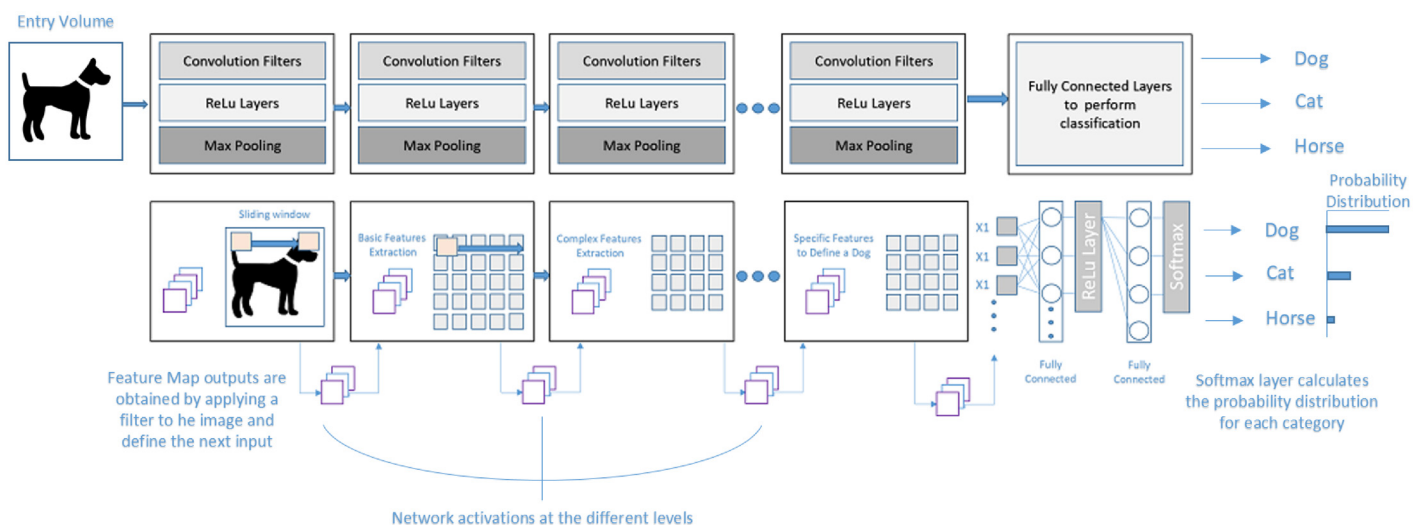 Entry Volume
Convolution Filters
ReLu Layers
Max Pooling
Convolution Filters
ReLu Layers
Max Pooling
Convolution Filters
ReLu Layers
Max Pooling
Convolution Filters
ReLu Layers
Max Pooling
Fully Connected Layers
to perform
classification
Dog
Cat
Horse
Sliding window
Basic Features
Extraction
Complex Features
Extraction
Specific Features
to Define a Dog
X1
X1
X1
ReLu Layer
Softmax
Fully
Connected
Fully
Connected
Dog
Cat
Horse
Probability
Distribution
Feature Map outputs are
obtained by applying a
filter to he image and
define the next input
Softmax layer calculates
the probability distribution
for each category
Network activations at the different levels